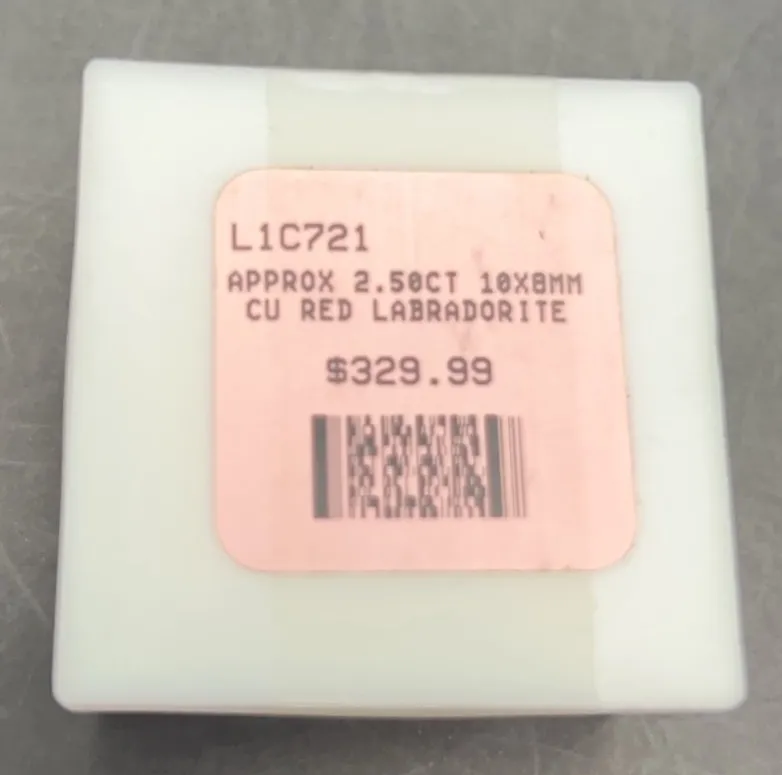 L1C721
APPROX 2.50CT 10X8MM
CU RED LABRADORITE
$329.99